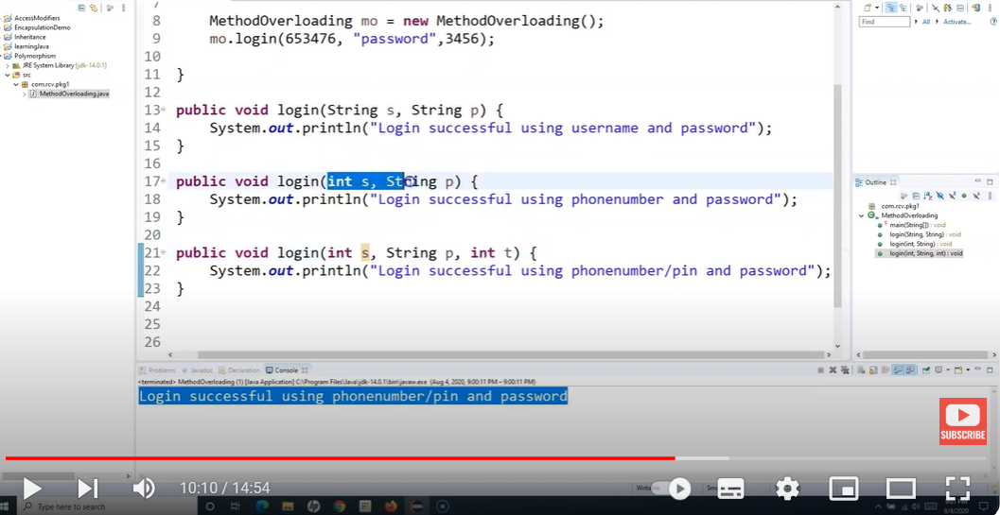 AccessModifiers
EncapsulationDemo
Inheritance
learningJava
Polymorphism
JRE System Library [jdk-14.0.1]
src
com.rcv.pkg1
MethodOverloading.java
7
8 MethodOverloading mo = new MethodOverloading();
9 mo.login(653476, "password",3456);
10
11 }
12
13 public void login(String s, String p) {
14 System.out.println("Login successful using username and password");
15 }
16
17 public void login(int s, String p) {
18 System.out.println("Login successful using phonenumber and password");
19 }
20
21 public void login(int s, String p, int t) {
22 System.out.println("Login successful using phonenumber/pin and password");
23 }
24
25
26
Find
All
Activate...
Outline
com.rcv.pkg1
MethodOverloading
main(String[]) : void
login(String, String) : void
login(int, String) : void
login(int, String, int) : void
Problems Javadoc Declaration Console
<terminated> MethodOverloading (1) [Java Application] C:\Program Files\Java\jdk-14.0.1\bin\javaw.exe (Aug 4, 2020, 9:00:11 PM – 9:00:11 PM)
Login successful using phonenumber/pin and password
SUBSCRIBE
10:10 / 14:54
Writable
Type here to search
8/4/2020